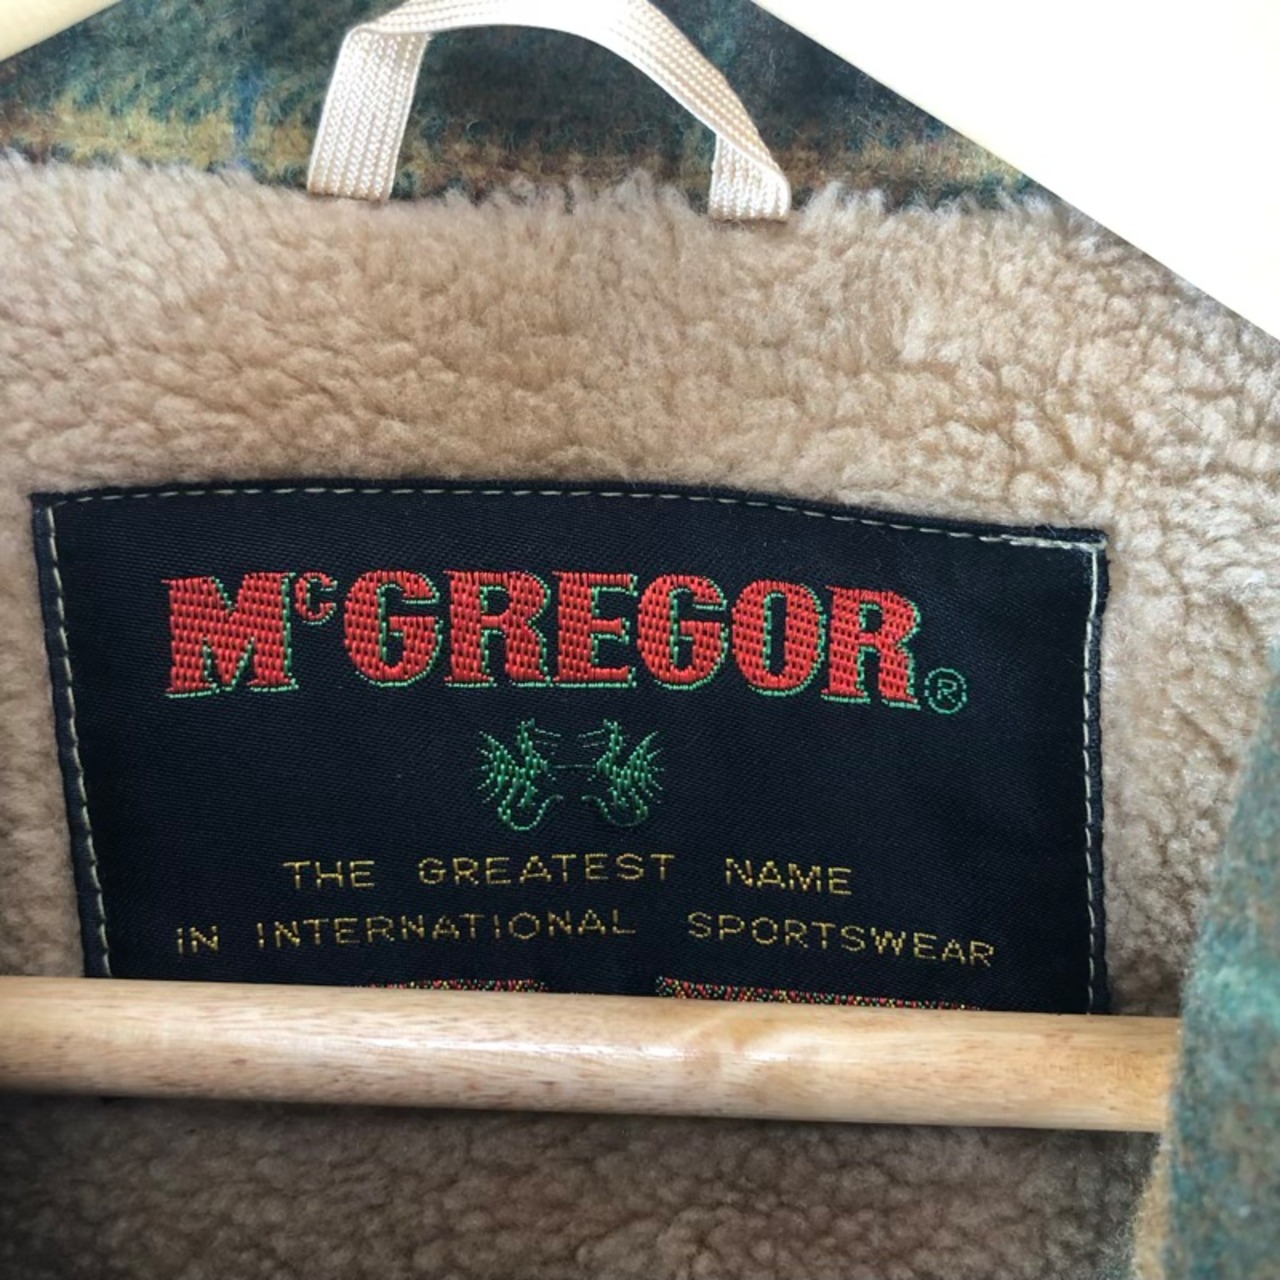 McGREGOR®
THE GREATEST NAME
IN INTERNATIONAL SPORTSWEAR